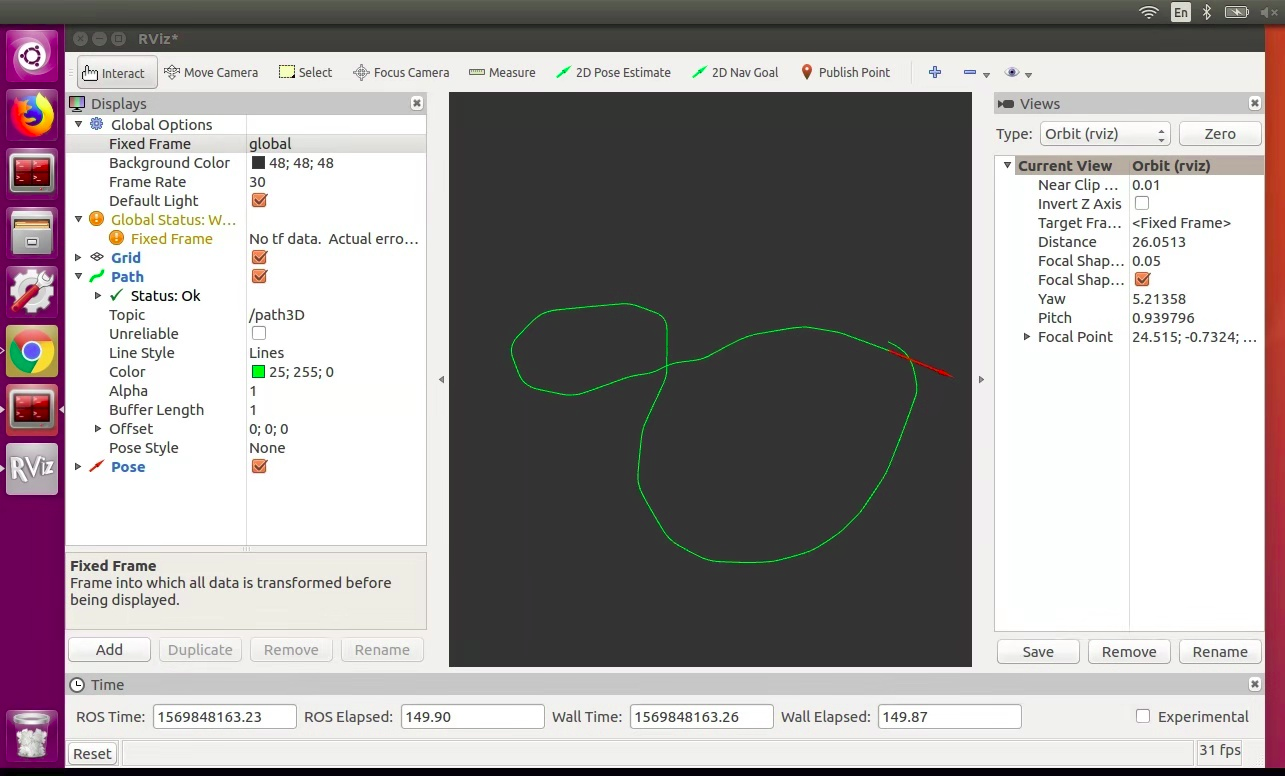 En
RViz*
Interact Move Camera Select Focus Camera Measure 2D Pose Estimate 2D Nav Goal Publish Point
Displays
Global Options
Fixed Frame global
Background Color 48; 48; 48
Frame Rate 30
Default Light
Global Status: W...
Fixed Frame No tf data. Actual erro...
Grid
Path
Status: Ok
Topic /path3D
Unreliable
Line Style Lines
Color 25; 255; 0
Alpha 1
Buffer Length 1
Offset 0; 0; 0
Pose Style None
Pose
Fixed Frame
Frame into which all data is transformed before
being displayed.
Add Duplicate Remove Rename
Views
Type: Orbit (rviz) Zero
Current View Orbit (rviz)
Near Clip ... 0.01
Invert Z Axis
Target Fra... <Fixed Frame>
Distance 26.0513
Focal Shap... 0.05
Focal Shap...
Yaw 5.21358
Pitch 0.939796
Focal Point 24.515; -0.7324; ...
Save Remove Rename
RViz
Time
ROS Time: 1569848163.23 ROS Elapsed: 149.90 Wall Time: 1569848163.26 Wall Elapsed: 149.87 Experimental
Reset 31 fps